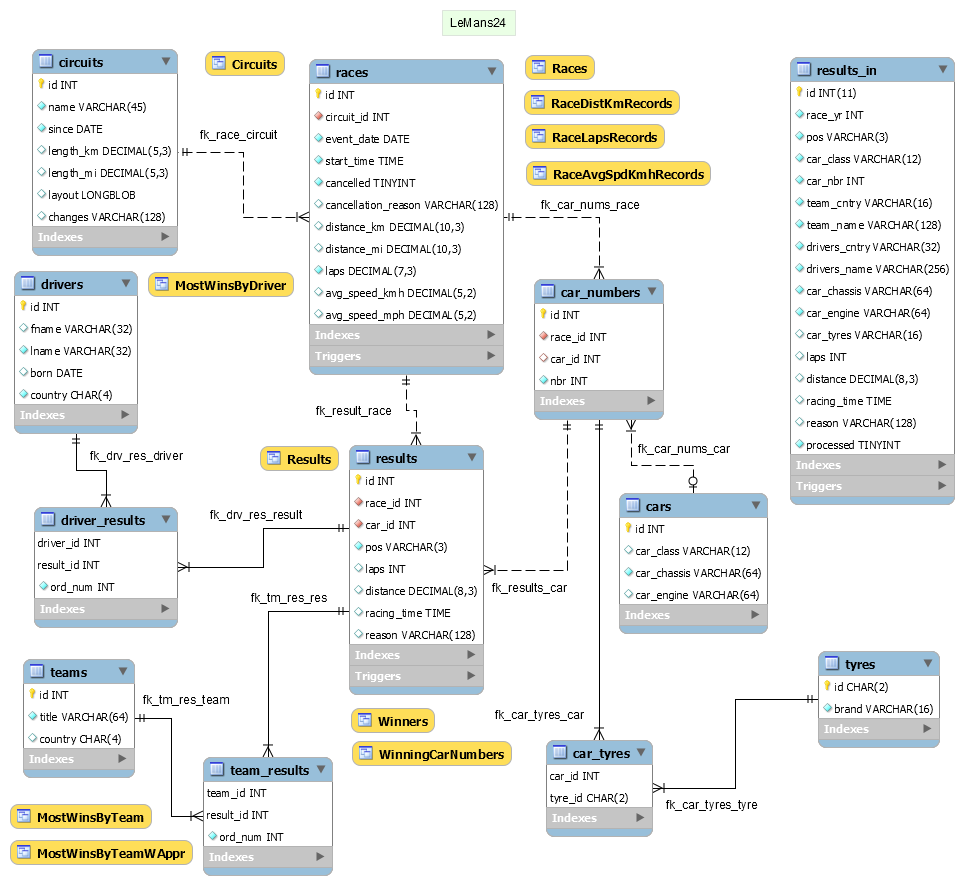 LeMans24
circuits
id INT
name VARCHAR(45)
since DATE
length_km DECIMAL(5,3)
length_mi DECIMAL(5,3)
layout LONGBLOB
changes VARCHAR(128)
Indexes
Circuits
fk_race_circuit
races
id INT
circuit_id INT
event_date DATE
start_time TIME
cancelled TINYINT
cancellation_reason VARCHAR(128)
distance_km DECIMAL(10,3)
distance_mi DECIMAL(10,3)
laps DECIMAL(7,3)
avg_speed_kmh DECIMAL(5,2)
avg_speed_mph DECIMAL(5,2)
Indexes
Triggers
Races
RaceDistKmRecords
RaceLapsRecords
RaceAvgSpdKmhRecords
fk_car_nums_race
results_in
id INT(11)
race_yr INT
pos VARCHAR(3)
car_class VARCHAR(12)
car_nbr INT
team_cntry VARCHAR(16)
team_name VARCHAR(128)
drivers_cntry VARCHAR(32)
drivers_name VARCHAR(256)
car_chassis VARCHAR(64)
car_engine VARCHAR(64)
car_tyres VARCHAR(16)
laps INT
distance DECIMAL(8,3)
racing_time TIME
reason VARCHAR(128)
processed TINYINT
Indexes
Triggers
drivers
id INT
fname VARCHAR(32)
lname VARCHAR(32)
born DATE
country CHAR(4)
Indexes
MostWinsByDriver
car_numbers
id INT
race_id INT
car_id INT
nbr INT
Indexes
fk_result_race
fk_drv_res_driver
fk_car_nums_car
Results
results
id INT
race_id INT
car_id INT
pos VARCHAR(3)
laps INT
distance DECIMAL(8,3)
racing_time TIME
reason VARCHAR(128)
Indexes
Triggers
fk_drv_res_result
driver_results
driver_id INT
result_id INT
ord_num INT
Indexes
cars
id INT
car_class VARCHAR(12)
car_chassis VARCHAR(64)
car_engine VARCHAR(64)
Indexes
fk_results_car
fk_tm_res_res
teams
id INT
title VARCHAR(64)
country CHAR(4)
Indexes
fk_tm_res_team
tyres
id CHAR(2)
brand VARCHAR(16)
Indexes
Winners
WinningCarNumbers
fk_car_tyres_car
car_tyres
car_id INT
tyre_id CHAR(2)
Indexes
fk_car_tyres_tyre
team_results
team_id INT
result_id INT
ord_num INT
Indexes
MostWinsByTeam
MostWinsByTeamWAppr